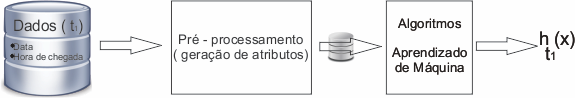 Dados ( t1)
Data
Hora de chegada
Pré - processamento
( geração de atributos)
Algoritmos
Aprendizado
de Máquina
h (x)
t1